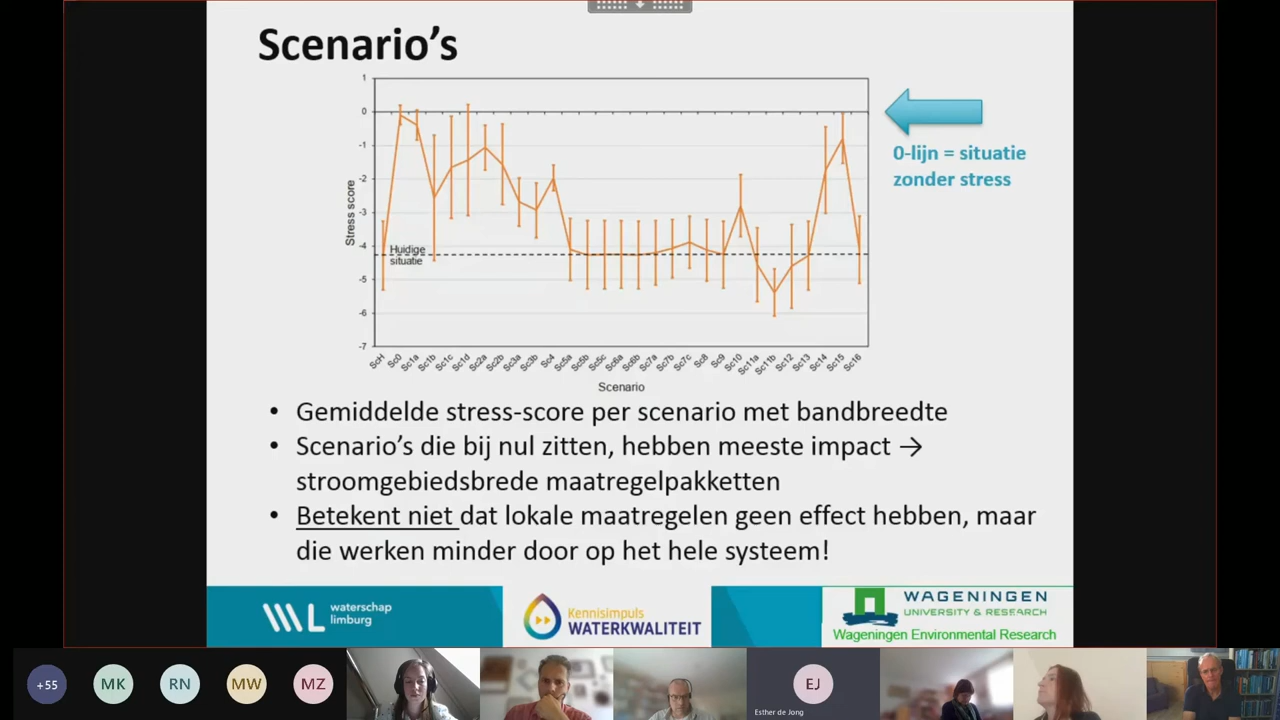 Scenario's
1
0
-1
-2
-3
-4
-5
-6
-7
Stress score
Huidige
situatie
ScH
Sc0
Sc1a
Sc1b
Sc1c
Sc1d
Sc2a
Sc2b
Sc3a
Sc3b
Sc4
Sc5a
Sc5b
Sc5c
Sc6a
Sc6b
Sc7a
Sc7b
Sc7c
Sc8
Sc9
Sc10
Sc11a
Sc11b
Sc12
Sc13
Sc14
Sc15
Sc16
Scenario
0-lijn = situatie
zonder stress
• Gemiddelde stress-score per scenario met bandbreedte
• Scenario's die bij nul zitten, hebben meeste impact →
stroomgebiedsbrede maatregelpakketten
• Betekent niet dat lokale maatregelen geen effect hebben, maar
die werken minder door op het hele systeem!
waterschap
limburg
Kennisimpuls
WATERKWALITEIT
WAGENINGEN
UNIVERSITY & RESEARCH
Wageningen Environmental Research
+55
MK
RN
MW
MZ
EJ
Esther de Jong